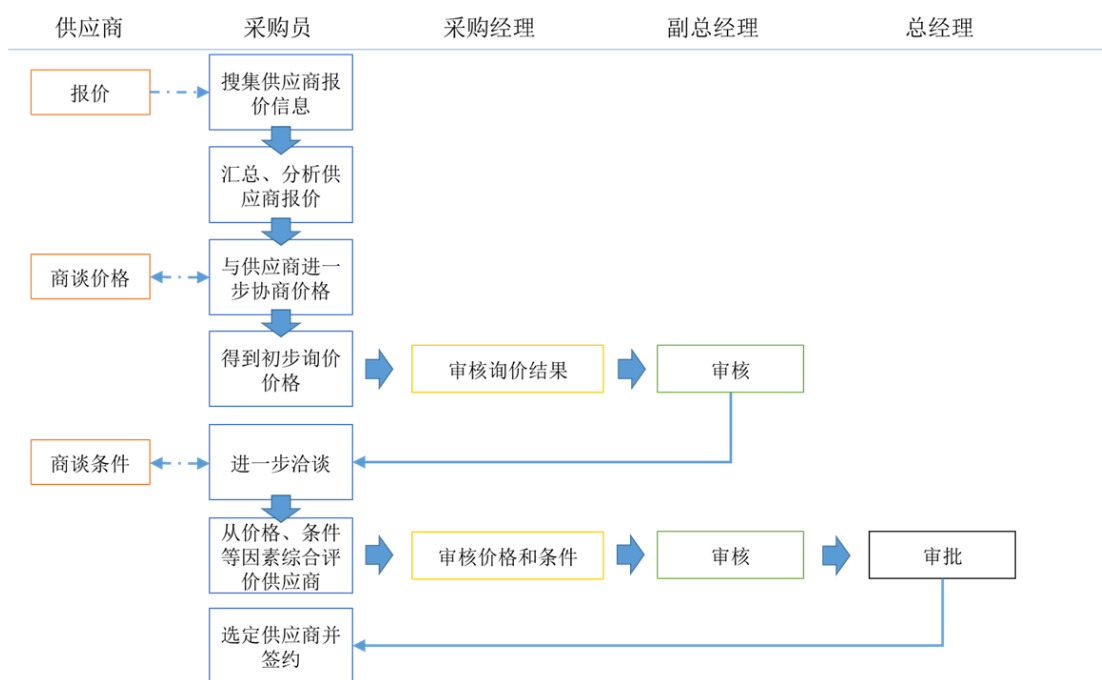 供应商
采购员
采购经理
副总经理
总经理
报价
搜集供应商报
价信息
汇总、分析供
应商报价
商谈价格
与供应商进一
步协商价格
得到初步询价
价格
审核询价结果
审核
商谈条件
进一步洽谈
从价格、条件
等因素综合评
价供应商
审核价格和条件
审核
审批
选定供应商并
签约